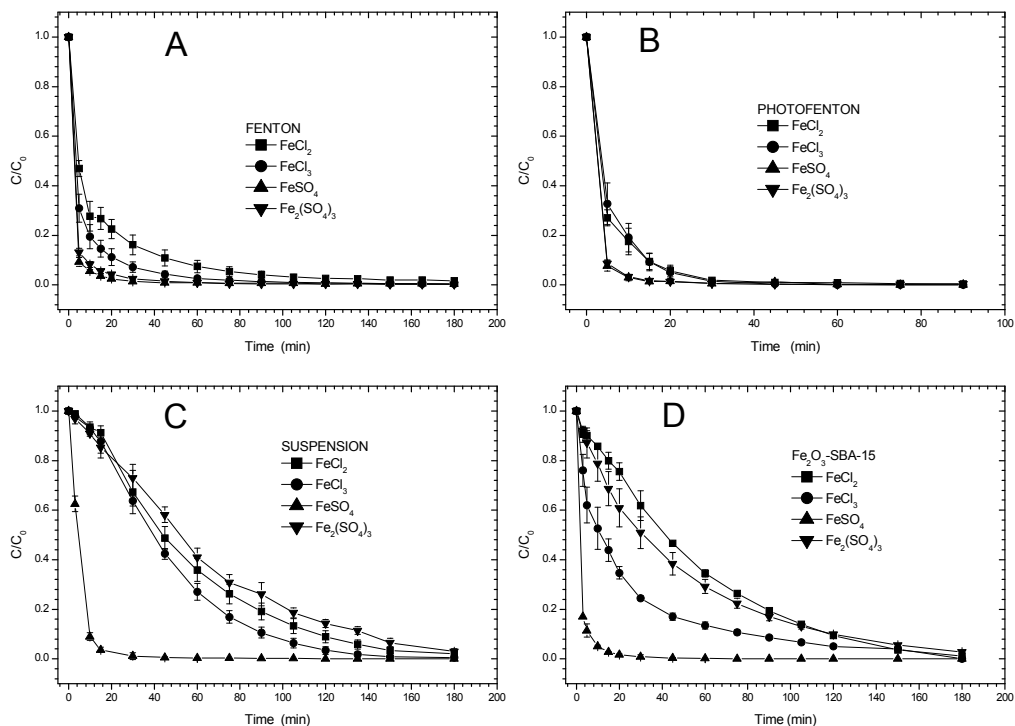 A
FENTON
FeCl₂
FeCl₃
FeSO₄
Fe₂(SO₄)₃
C/C₀
1.0
0.8
0.6
0.4
0.2
0.0
0 20 40 60 80 100 120 140 160 180 200
Time (min)
B
PHOTOFENTON
FeCl₂
FeCl₃
FeSO₄
Fe₂(SO₄)₃
C/C₀
1.0
0.8
0.6
0.4
0.2
0.0
0 20 40 60 80 100
Time (min)
C
SUSPENSION
FeCl₂
FeCl₃
FeSO₄
Fe₂(SO₄)₃
C/C₀
1.0
0.8
0.6
0.4
0.2
0.0
0 20 40 60 80 100 120 140 160 180 200
Time (min)
D
Fe₂O₃-SBA-15
FeCl₂
FeCl₃
FeSO₄
Fe₂(SO₄)₃
C/C₀
1.0
0.8
0.6
0.4
0.2
0.0
0 20 40 60 80 100 120 140 160 180 200
Time (min)